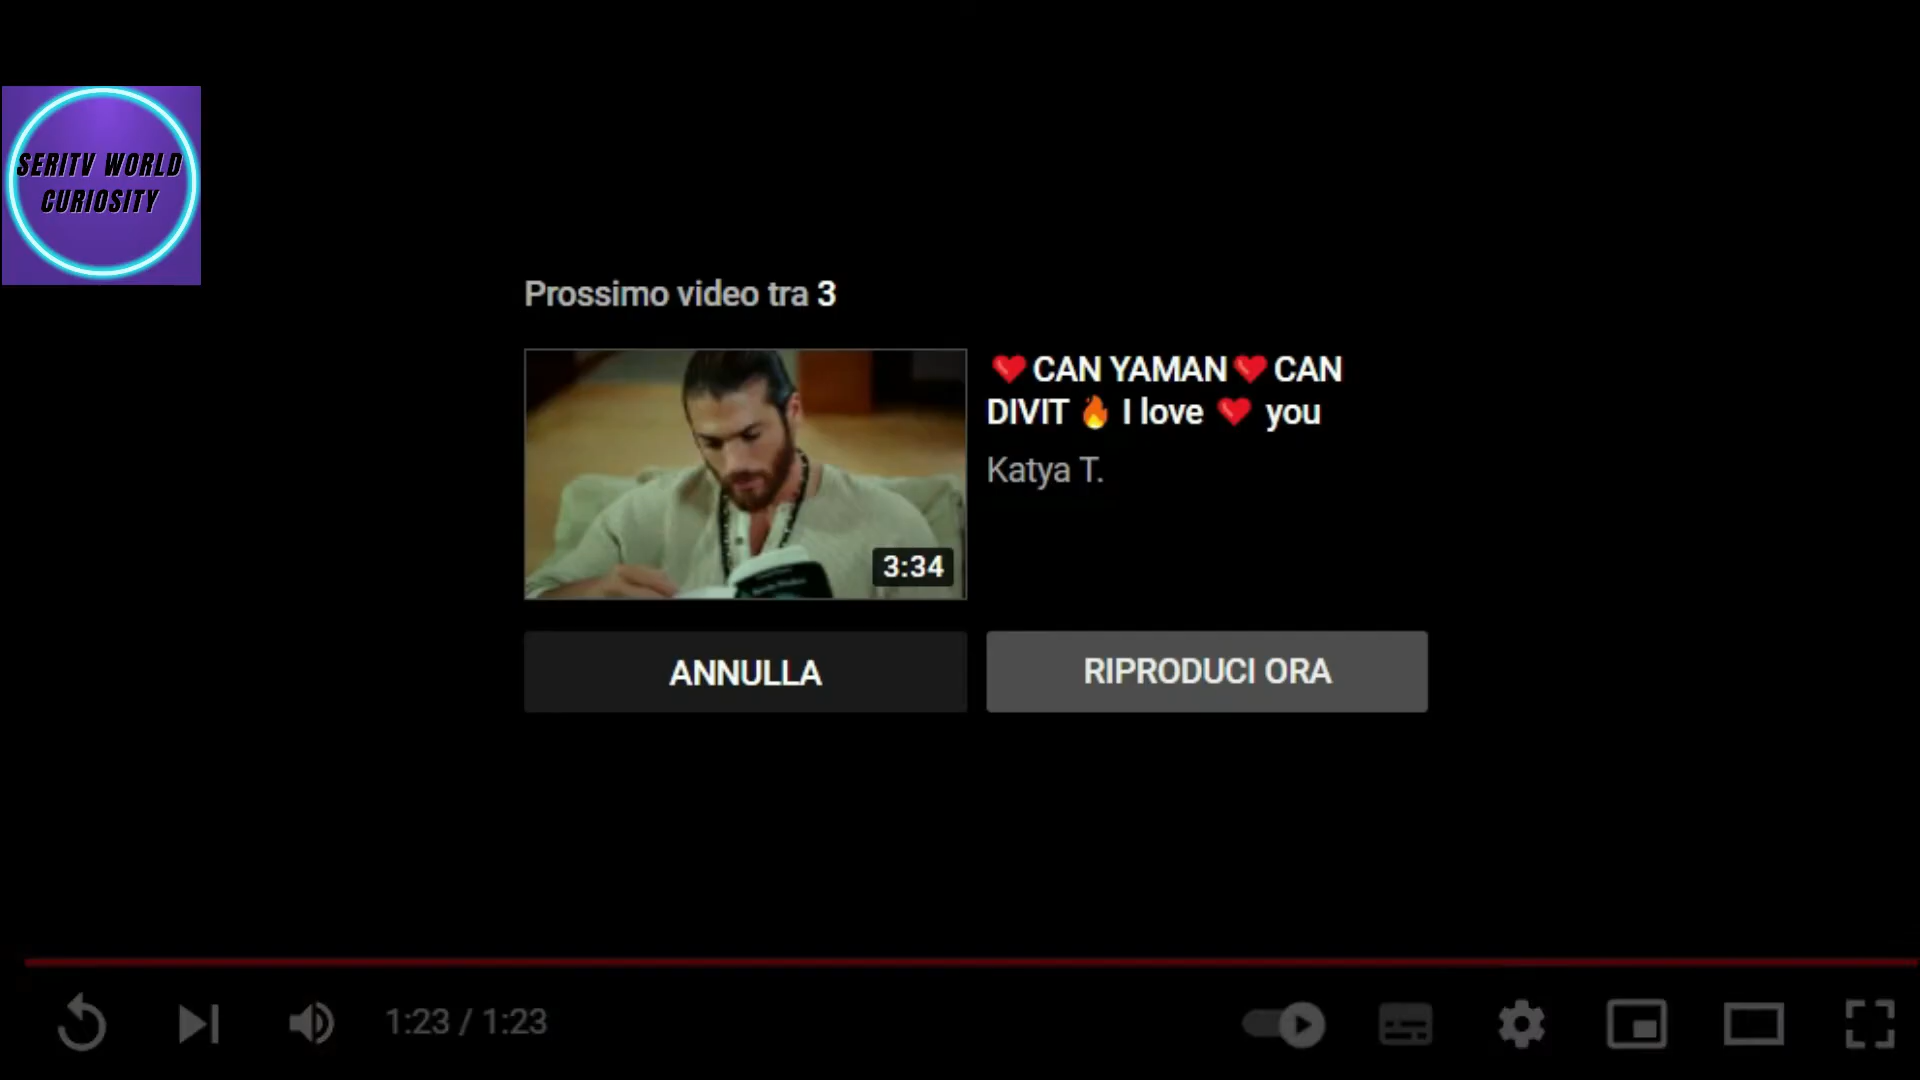 SERITV WORLD
CURIOSITY
Prossimo video tra 3
❤️CAN YAMAN❤️CAN
DIVIT🔥 I love ❤️ you
Katya T.
3:34
ANNULLA
RIPRODUCI ORA
1:23 / 1:23